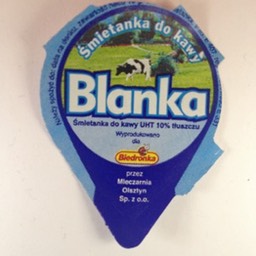 Śmietanka do kawy
Blanka
Śmietanka do kawy UHT 10% tłuszczu
Wyprodukowano
dla
Biedronka
przez
Mleczarnia
Olsztyn
Sp. z o.o.